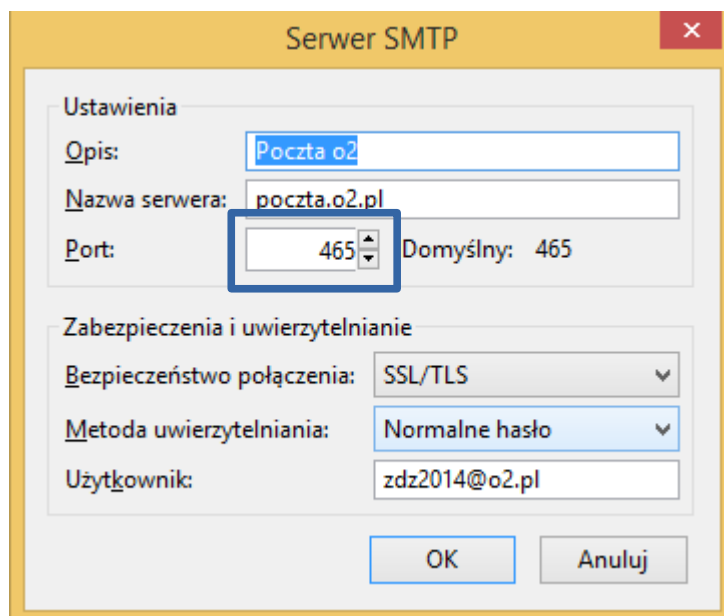 Serwer SMTP
Ustawienia
Opis: Poczta o2
Nazwa serwera: poczta.o2.pl
Port: 465 Domyślny: 465
Zabezpieczenia i uwierzytelnianie
Bezpieczeństwo połączenia: SSL/TLS
Metoda uwierzytelniania: Normalne hasło
Użytkownik: zdz2014@o2.pl
OK Anuluj